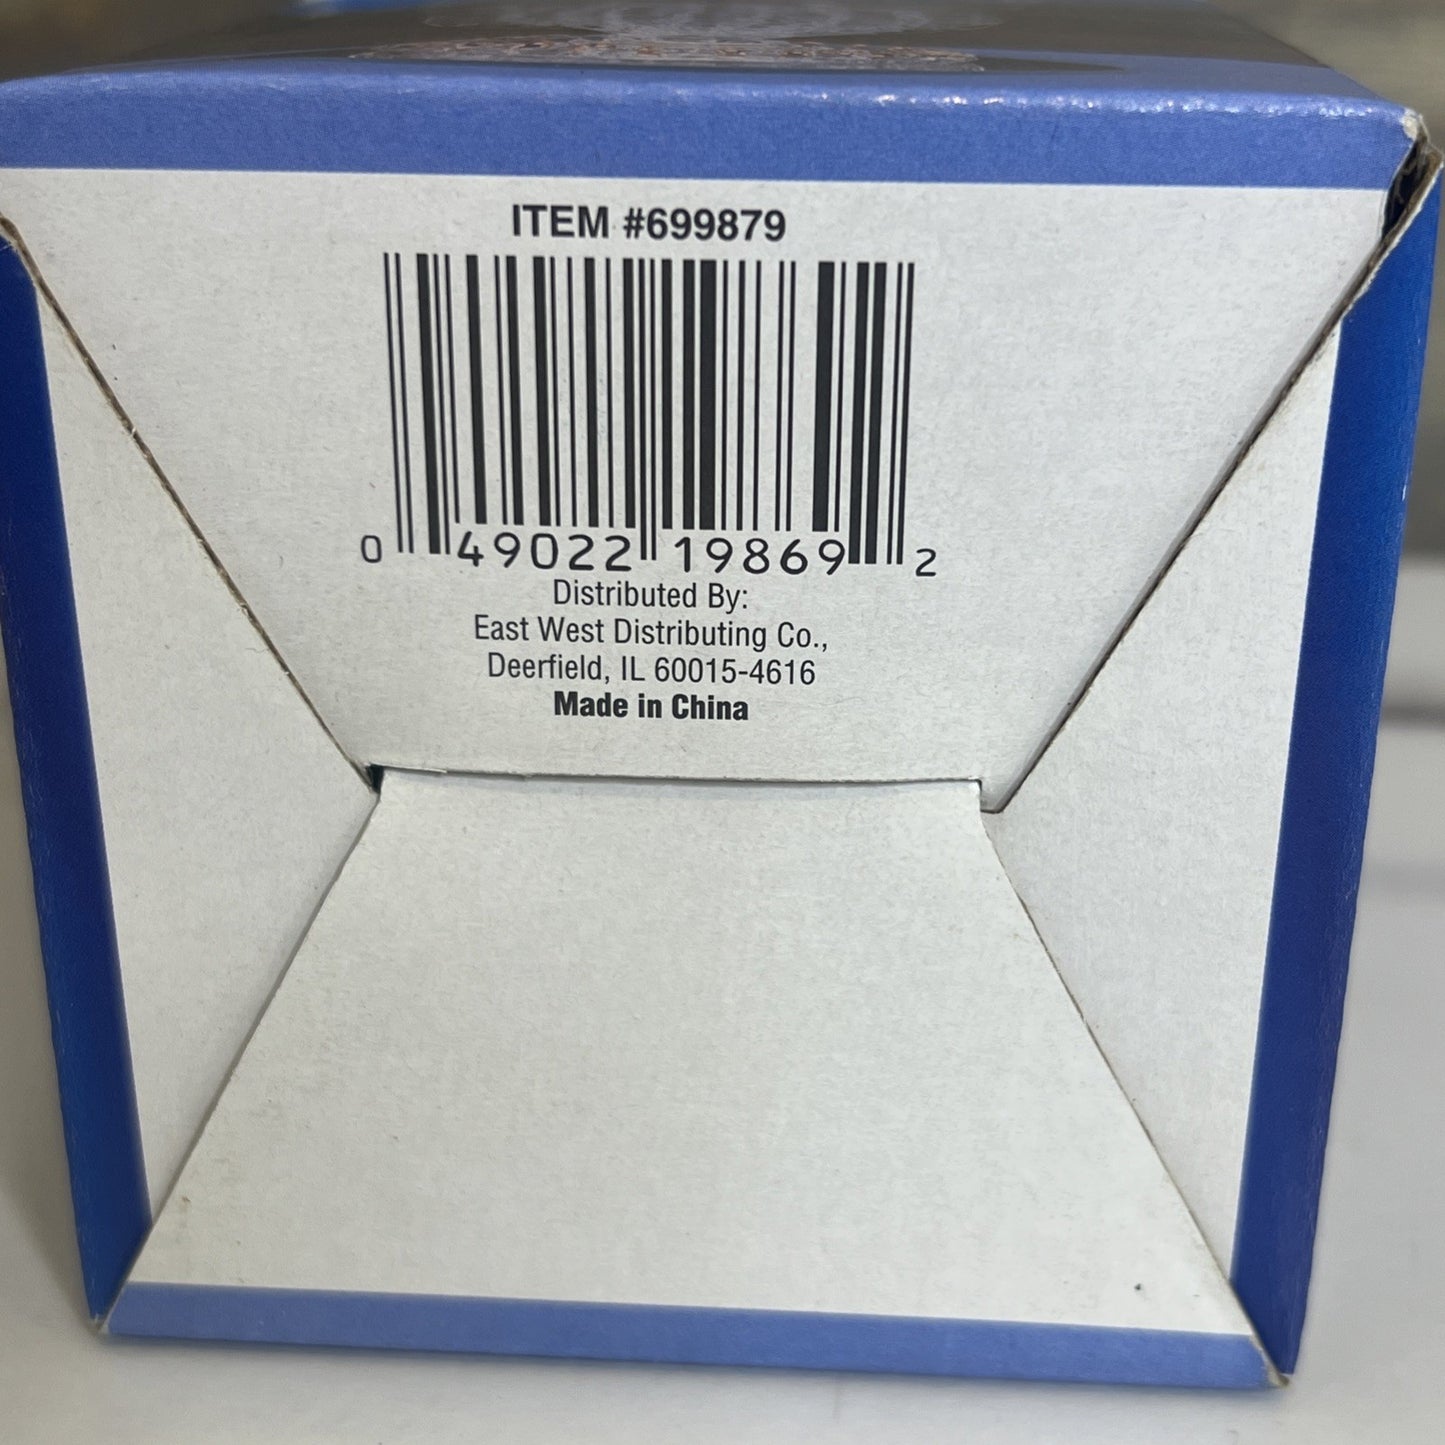 ITEM #699879
0 49022 19869 2
Distributed By:
East West Distributing Co.,
Deerfield, IL 60015-4616
Made in China